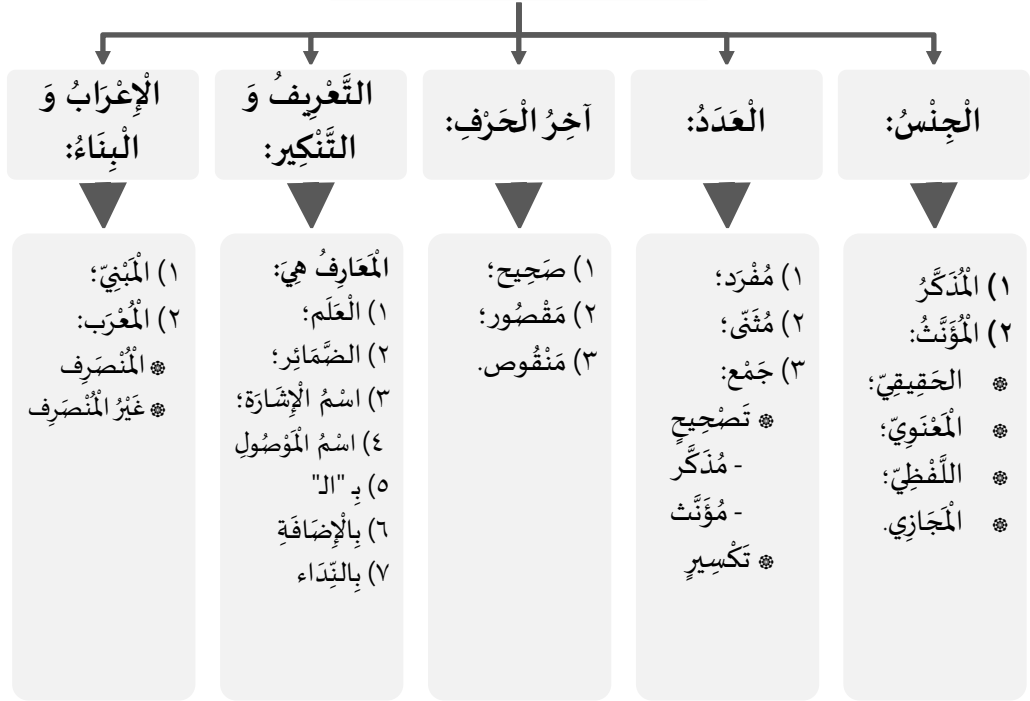 الْجِنْسُ:
الْعَدَدُ:
آخِرُ الْحَرْفِ:
التَّعْرِيفُ وَ
التَّنْكِير:
الْإِعْرَابُ وَ
الْبِنَاءُ:
١) الْمُذَكَّرُ
٢) الْمُؤَنَّثُ:
الحَقِيقِيّ؛
الْمَعْنَوِيّ؛
اللَّفْظِيّ؛
الْمَجَازِي.
١) مُفْرَد؛
٢) مُثَنّى؛
٣) جَمْع:
تَصْحِيحٍ
- مُذَكَّر
- مُؤَنَّث
تَكْسِيرٍ
١) صَحِيح؛
٢) مَقْصُور؛
٣) مَنْقُوص.
الْمَعَارِفُ هِيَ:
١) الْعَلَم؛
٢) الضَّمَائِر؛
٣) اسْمُ الْإِشَارَة؛
٤) اسْمُ الْمَوْصُولِ
٥) بِـ "الـ"
٦) بِالْإِضَافَةِ
٧) بِالنِّدَاء
١) الْمَبْنِيّ؛
٢) الْمُعْرَب:
الْمُنْصَرِف
غَيْرُ الْمُنْصَرِف